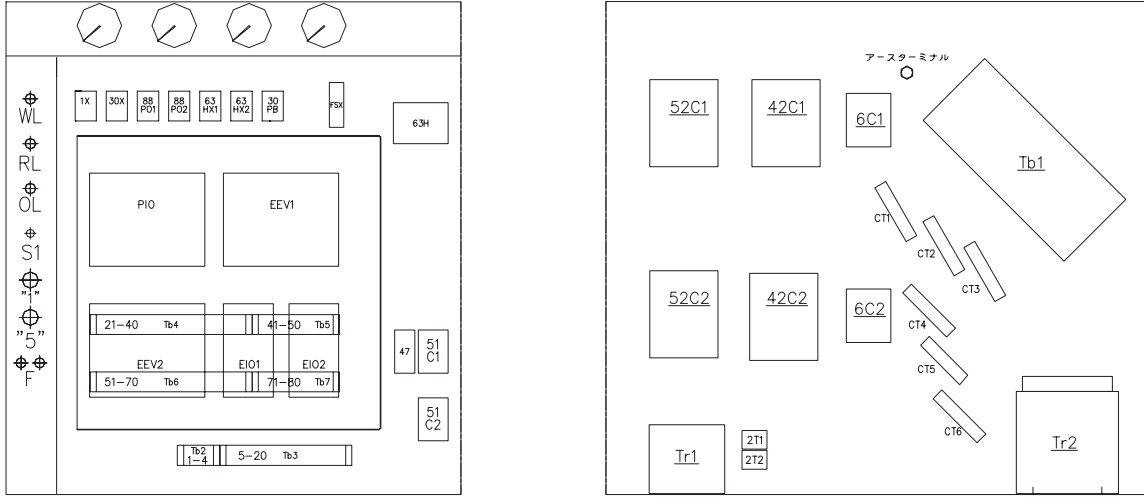 WL
RL
OL
S1
"1"
"5"
F
1X
30X
88
PO1
88
PO2
63
HX1
63
HX2
30
PB
FSX
63H
PIO
EEV1
21-40 Tb4
41-50 Tb5
EEV2
EIO1
EIO2
51-70 Tb6
71-80 Tb7
47
51
C1
51
C2
Tb2
1-4
5-20 Tb3
アースターミナル
52C1
42C1
6C1
Tb1
CT1
CT2
CT3
52C2
42C2
6C2
CT4
CT5
CT6
Tr1
2T1
2T2
Tr2